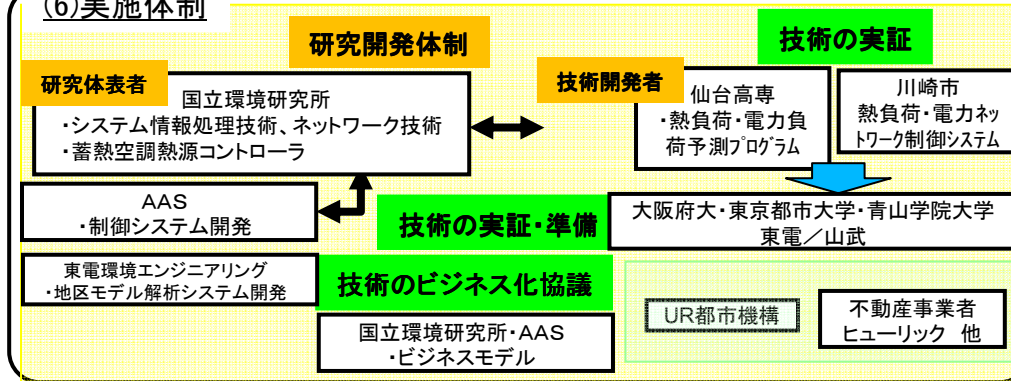 (6)実施体制
研究開発体制
技術の実証
研究体表者
国立環境研究所
・システム情報処理技術、ネットワーク技術
・蓄熱空調熱源コントローラ
技術開発者
仙台高専
・熱負荷・電力負
荷予測プログラム
川崎市
熱負荷・電力ネッ
トワーク制御システム
AAS
・制御システム開発
技術の実証・準備
大阪府大・東京都市大学・青山学院大学
東電／山武
東電環境エンジニアリング
・地区モデル解析システム開発
技術のビジネス化協議
国立環境研究所・AAS
・ビジネスモデル
UR都市機構
不動産事業者
ヒューリック 他